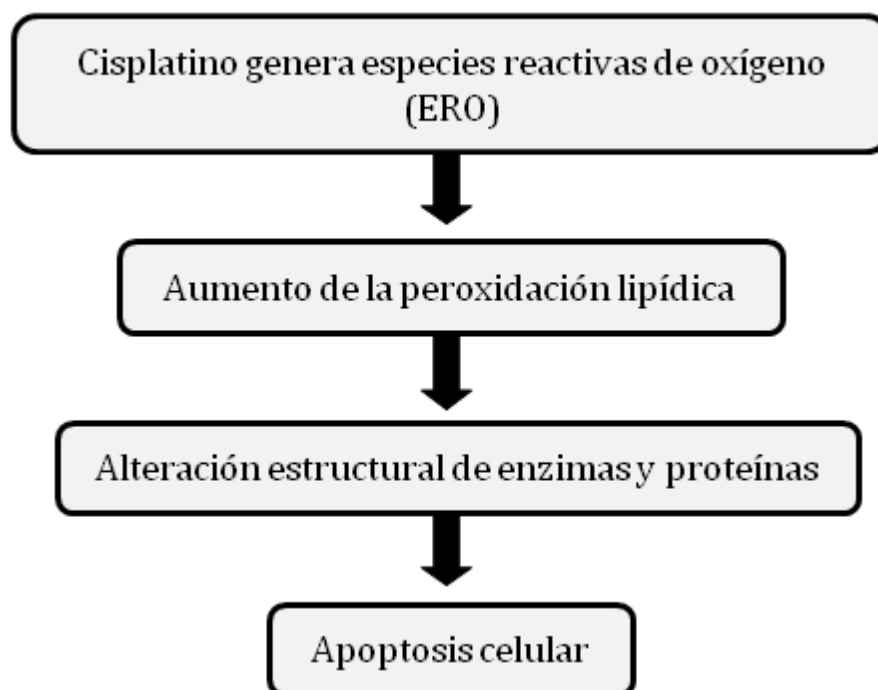 Cisplatino genera especies reactivas de oxígeno
(ERO)
Aumento de la peroxidación lipídica
Alteración estructural de enzimas y proteínas
Apoptosis celular